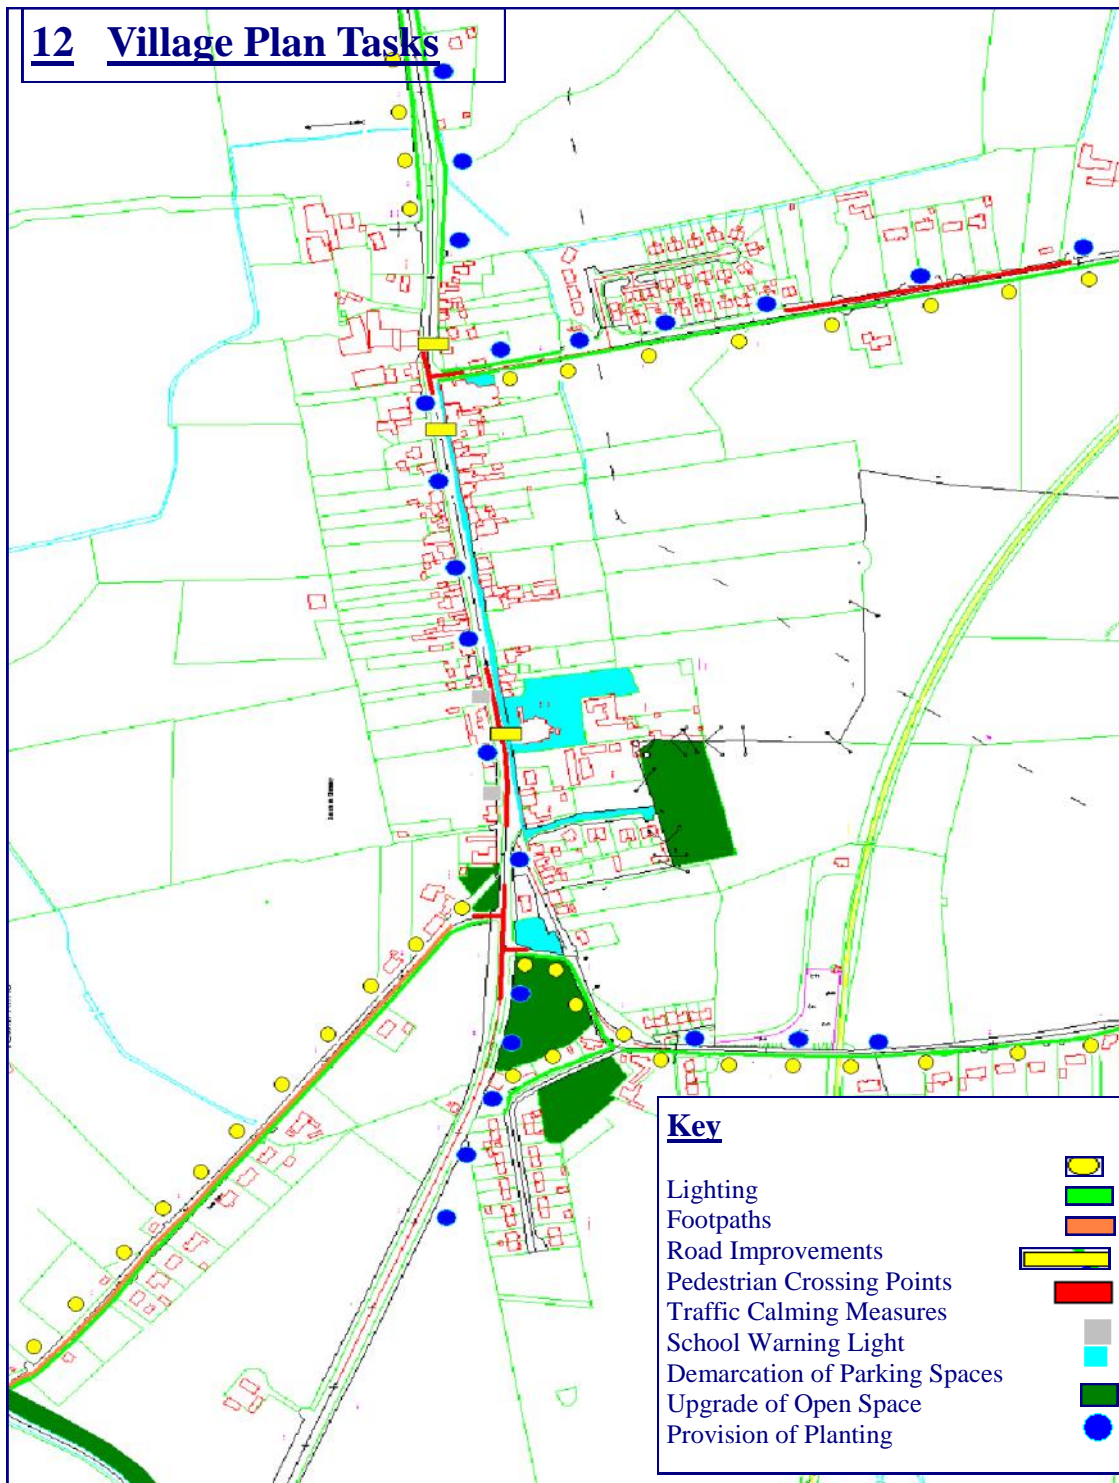 12 Village Plan Tasks
Key
Lighting
Footpaths
Road Improvements
Pedestrian Crossing Points
Traffic Calming Measures
School Warning Light
Demarcation of Parking Spaces
Upgrade of Open Space
Provision of Planting